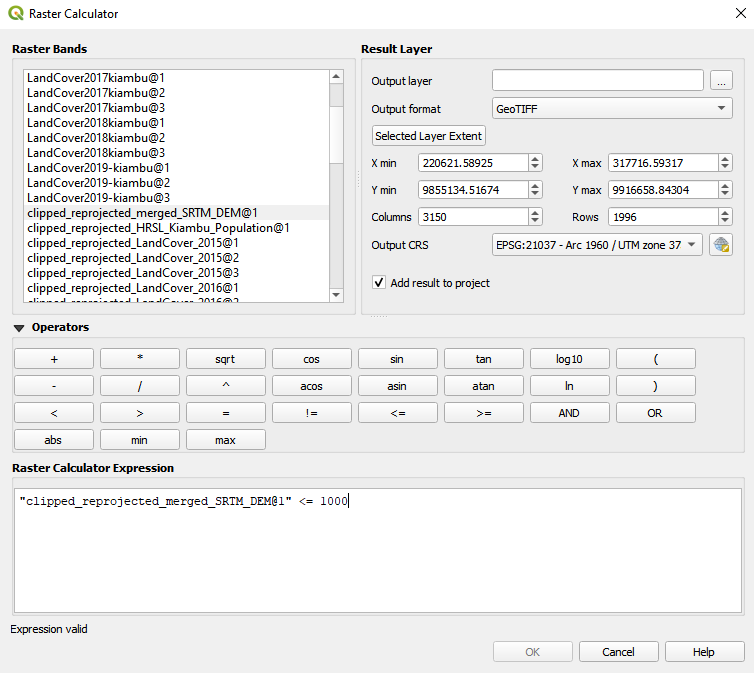 Raster Calculator
Raster Bands
LandCover2017kiambu@1
LandCover2017kiambu@2
LandCover2017kiambu@3
LandCover2018kiambu@1
LandCover2018kiambu@2
LandCover2018kiambu@3
LandCover2019-kiambu@1
LandCover2019-kiambu@2
LandCover2019-kiambu@3
clipped_reprojected_merged_SRTM_DEM@1
clipped_reprojected_HRSL_Kiambu_Population@1
clipped_reprojected_LandCover_2015@1
clipped_reprojected_LandCover_2015@2
clipped_reprojected_LandCover_2015@3
clipped_reprojected_LandCover_2016@1
clipped_reprojected_LandCover_2016@2
Result Layer
Output layer ...
Output format GeoTIFF
Selected Layer Extent
X min 220621.58925 X max 317716.59317
Y min 9855134.51674 Y max 9916658.84304
Columns 3150 Rows 1996
Output CRS EPSG:21037 - Arc 1960 / UTM zone 37
Add result to project
Operators
+ * sqrt cos sin tan log10 (
- / ^ acos asin atan ln )
< > = != <= >= AND OR
abs min max
Raster Calculator Expression
"clipped_reprojected_merged_SRTM_DEM@1" <= 1000
Expression valid
OK Cancel Help